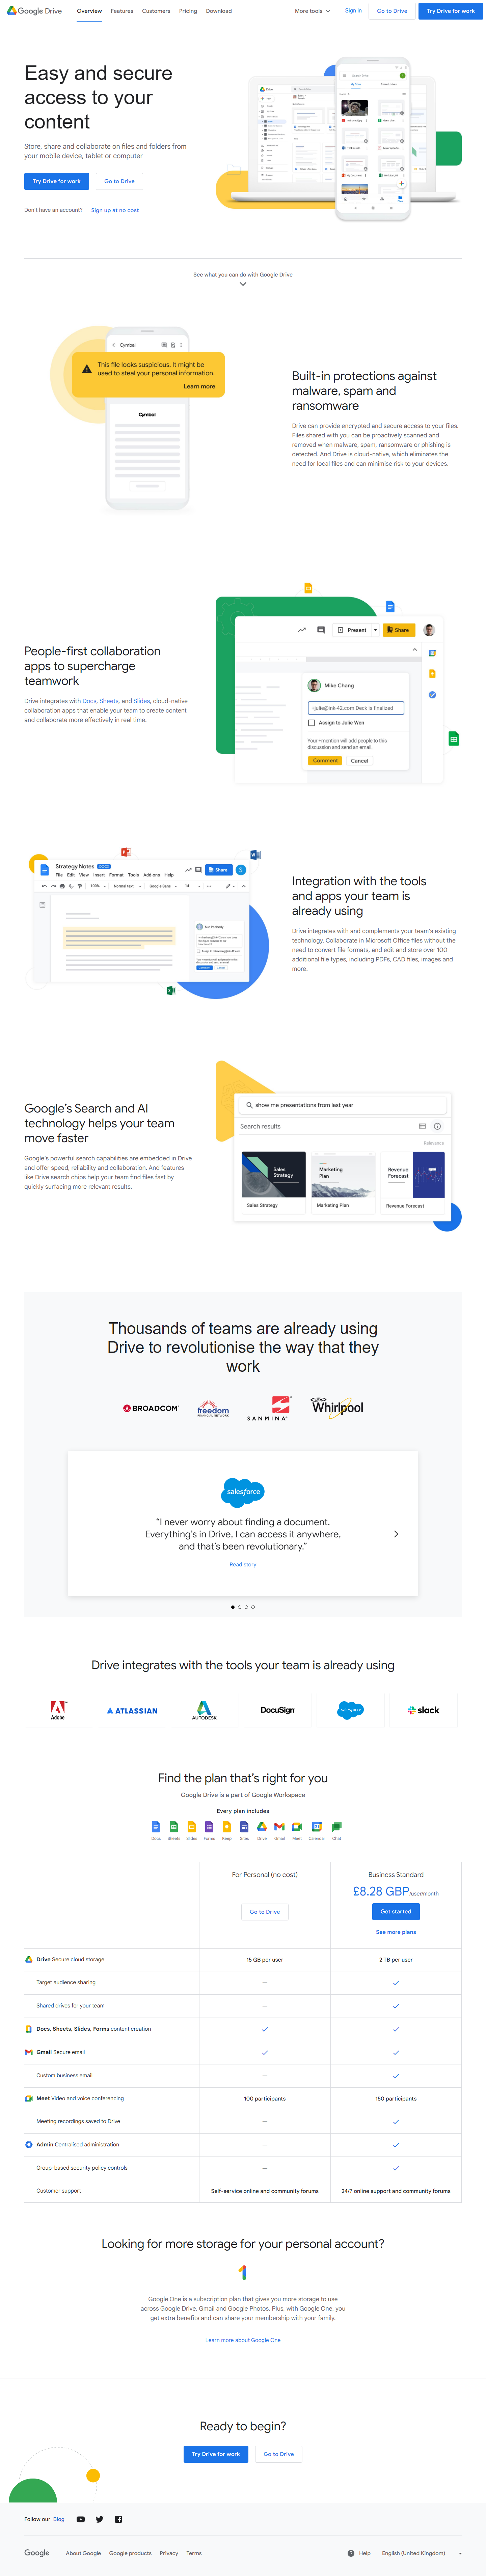 Google Drive
Overview Features Customers Pricing Download
More tools
Sign in
Go to Drive
Try Drive for work
Easy and secure
access to your
content
Store, share and collaborate on files and folders from
your mobile device, tablet or computer
Try Drive for work
Go to Drive
Don't have an account? Sign up at no cost
See what you can do with Google Drive
Cymbal
This file looks suspicious. It might be
used to steal your personal information.
Learn more
Cymbal
Built-in protections against
malware, spam and
ransomware
Drive can provide encrypted and secure access to your files.
Files shared with you can be proactively scanned and
removed when malware, spam, ransomware or phishing is
detected. And Drive is cloud-native, which eliminates the
need for local files and can minimise risk to your devices.
People-first collaboration
apps to supercharge
teamwork
Drive integrates with Docs, Sheets, and Slides, cloud-native
collaboration apps that enable your team to create content
and collaborate more effectively in real time.
Present
Share
Mike Chang
+julie@ink-42.com Deck is finalized
Assign to Julie Wen
Your +mention will add people to this
discussion and send an email.
Comment
Cancel
Strategy Notes .DOCX
File Edit View Insert Format Tools Add-ons Help
Share
S
100% Normal text Google Sans 14
Integration with the tools
and apps your team is
already using
Drive integrates with and complements your team's existing
technology. Collaborate in Microsoft Office files without the
need to convert file formats, and edit and store over 100
additional file types, including PDFs, CAD files, images and
more.
Google's Search and AI
technology helps your team
move faster
Google's powerful search capabilities are embedded in Drive
and offer speed, reliability and collaboration. And features
like Drive search chips help your team find files fast by
quickly surfacing more relevant results.
show me presentations from last year
Search results
Relevance
Sales
Strategy
Marketing
Plan
Revenue
Forecast
Sales Strategy
Marketing Plan
Revenue Forecast
Thousands of teams are already using
Drive to revolutionise the way that they
work
BROADCOM
freedom
FINANCIAL NETWORK
SANMINA
Whirlpool
salesforce
"I never worry about finding a document.
Everything's in Drive, I can access it anywhere,
and that's been revolutionary."
Read story
Drive integrates with the tools your team is already using
Adobe
ATLASSIAN
AUTODESK
DocuSign
salesforce
slack
Find the plan that's right for you
Google Drive is a part of Google Workspace
Every plan includes
Docs Sheets Slides Forms Keep Sites Drive Gmail Meet Calendar Chat
For Personal (no cost)
Go to Drive
Business Standard
£8.28 GBP/user/month
Get started
See more plans
Drive Secure cloud storage 15 GB per user 2 TB per user
Target audience sharing —
Shared drives for your team —
Docs, Sheets, Slides, Forms content creation
Gmail Secure email
Custom business email —
Meet Video and voice conferencing 100 participants 150 participants
Meeting recordings saved to Drive —
Admin Centralised administration —
Group-based security policy controls —
Customer support Self-service online and community forums 24/7 online support and community forums
Looking for more storage for your personal account?
Google One is a subscription plan that gives you more storage to use
across Google Drive, Gmail and Google Photos. Plus, with Google One, you
get extra benefits and can share your membership with your family.
Learn more about Google One
Ready to begin?
Try Drive for work
Go to Drive
Follow our Blog
Google
About Google Google products Privacy Terms
Help
English (United Kingdom)